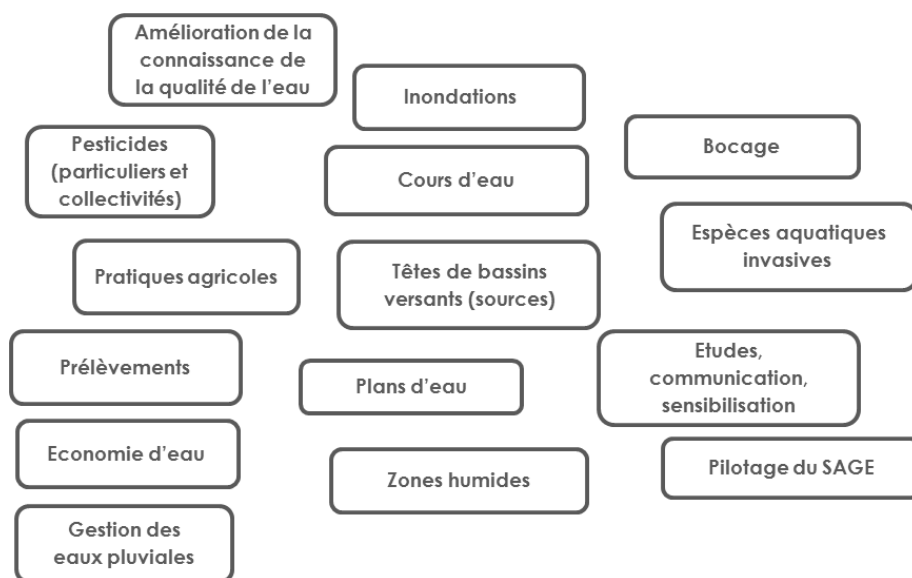 Amélioration de la
connaissance de
la qualité de l'eau
Inondations
Bocage
Pesticides
(particuliers et
collectivités)
Cours d'eau
Espèces aquatiques
invasives
Pratiques agricoles
Têtes de bassins
versants (sources)
Prélèvements
Plans d'eau
Etudes,
communication,
sensibilisation
Economie d'eau
Zones humides
Pilotage du SAGE
Gestion des
eaux pluviales